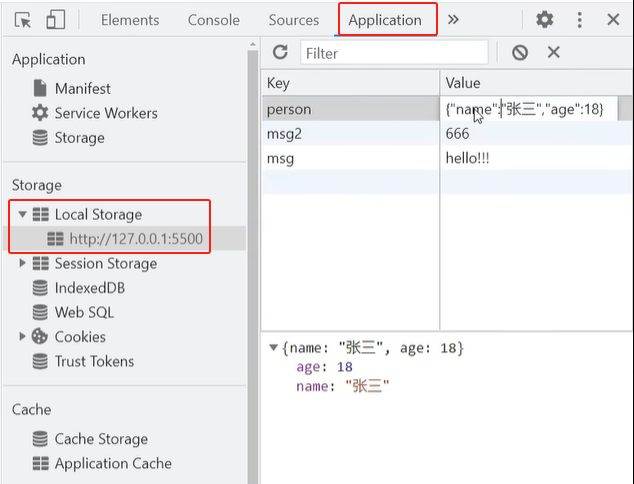 Elements Console Sources Application »
Application
Manifest
Service Workers
Storage
Storage
Local Storage
http://127.0.0.1:5500
Session Storage
IndexedDB
Web SQL
Cookies
Trust Tokens
Cache
Cache Storage
Application Cache
Filter
Key Value
person {"name":"张三","age":18}
msg2 666
msg hello!!!
{name: "张三", age: 18}
age: 18
name: "张三"